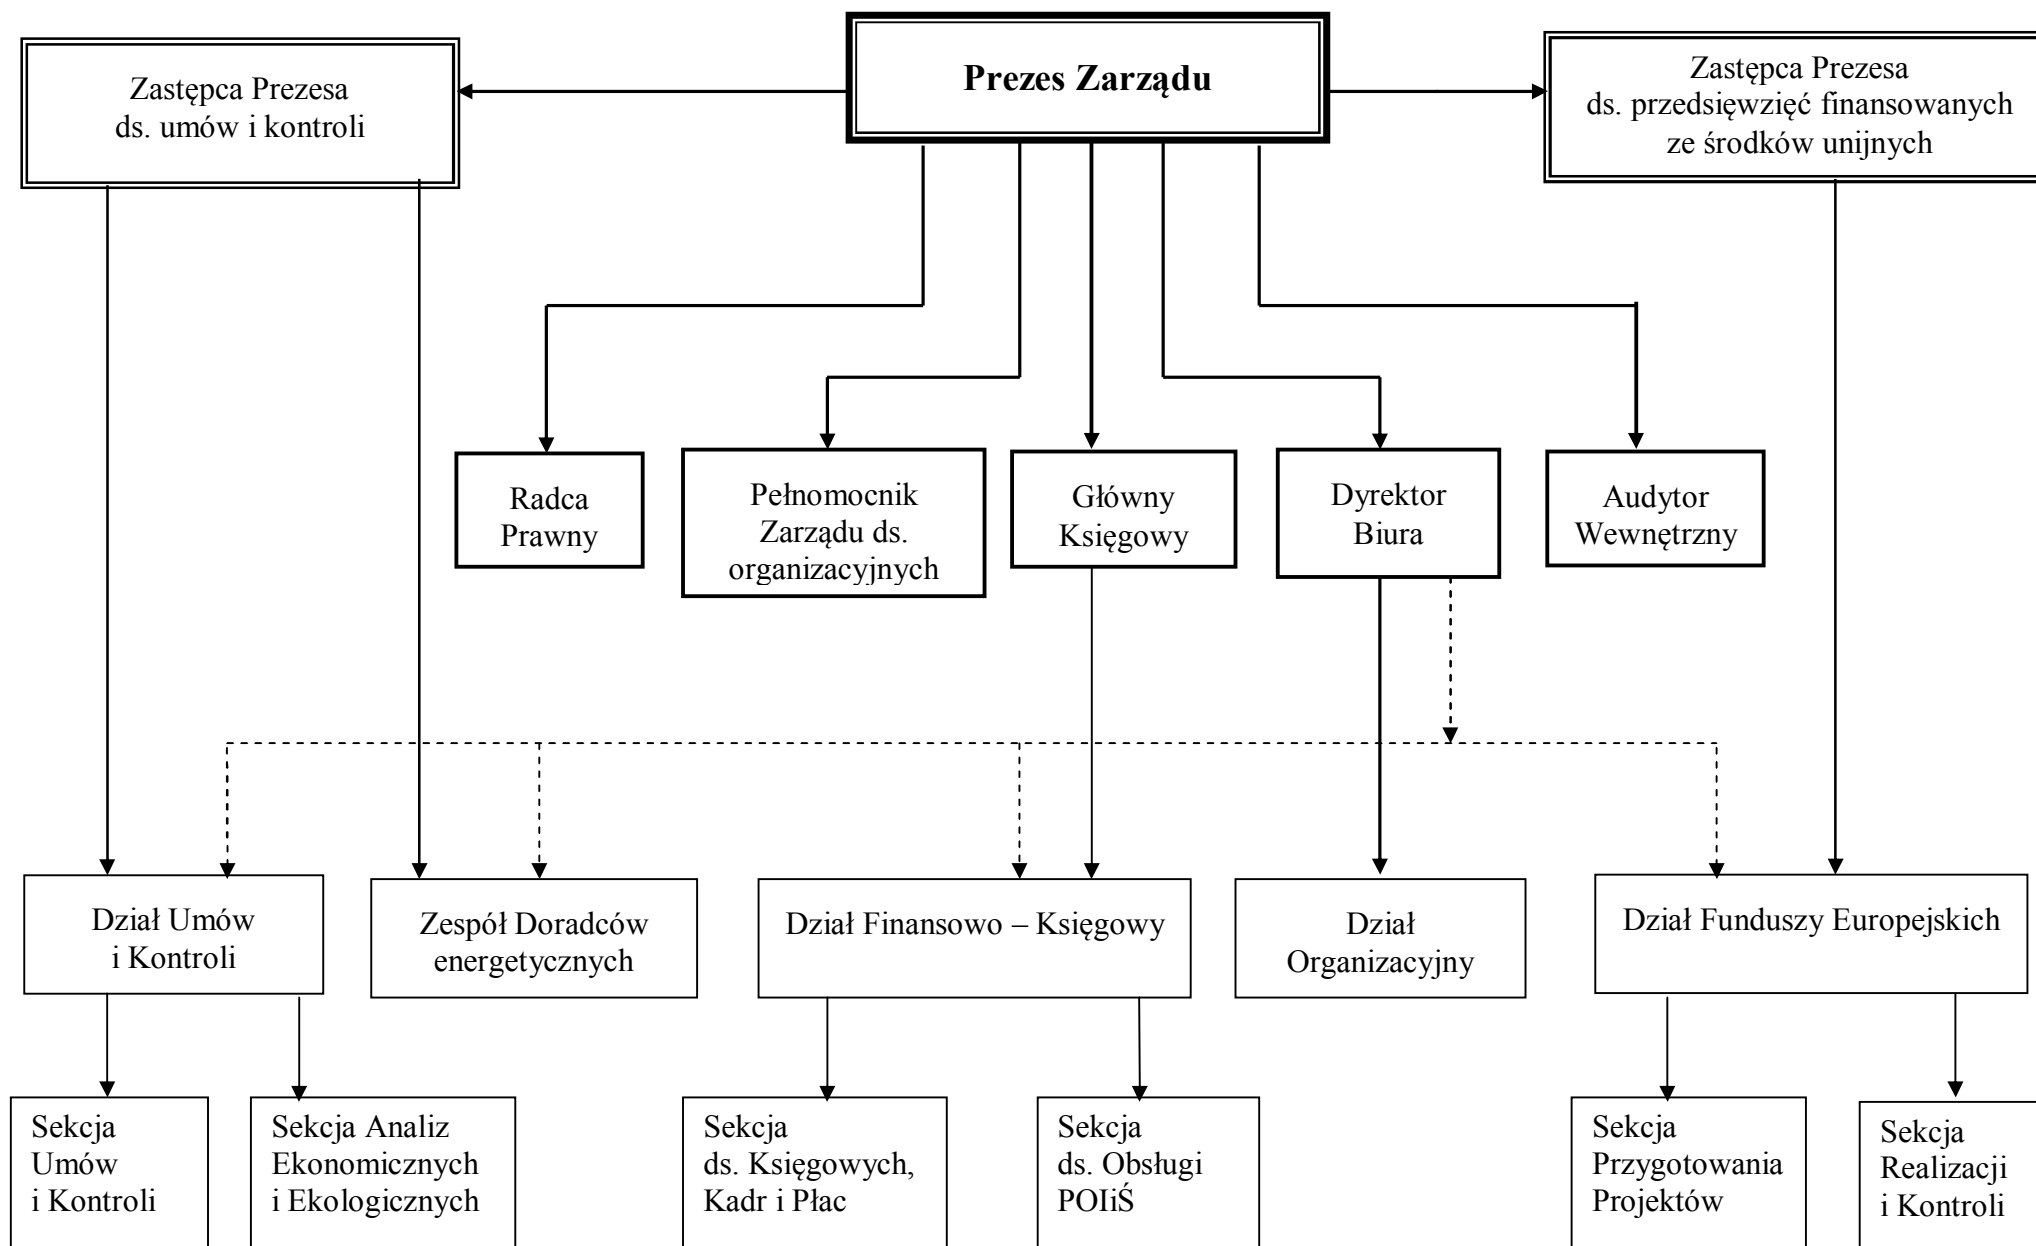 Prezes Zarządu
Zastępca Prezesa
ds. umów i kontroli
Zastępca Prezesa
ds. przedsięwzięć finansowanych
ze środków unijnych
Radca
Prawny
Pełnomocnik
Zarządu ds.
organizacyjnych
Główny
Księgowy
Dyrektor
Biura
Audytor
Wewnętrzny
Dział Umów
i Kontroli
Zespół Doradców
energetycznych
Dział Finansowo – Księgowy
Dział
Organizacyjny
Dział Funduszy Europejskich
Sekcja
Umów
i Kontroli
Sekcja Analiz
Ekonomicznych
i Ekologicznych
Sekcja
ds. Księgowych,
Kadr i Płac
Sekcja
ds. Obsługi
POIiŚ
Sekcja
Przygotowania
Projektów
Sekcja
Realizacji
i Kontroli